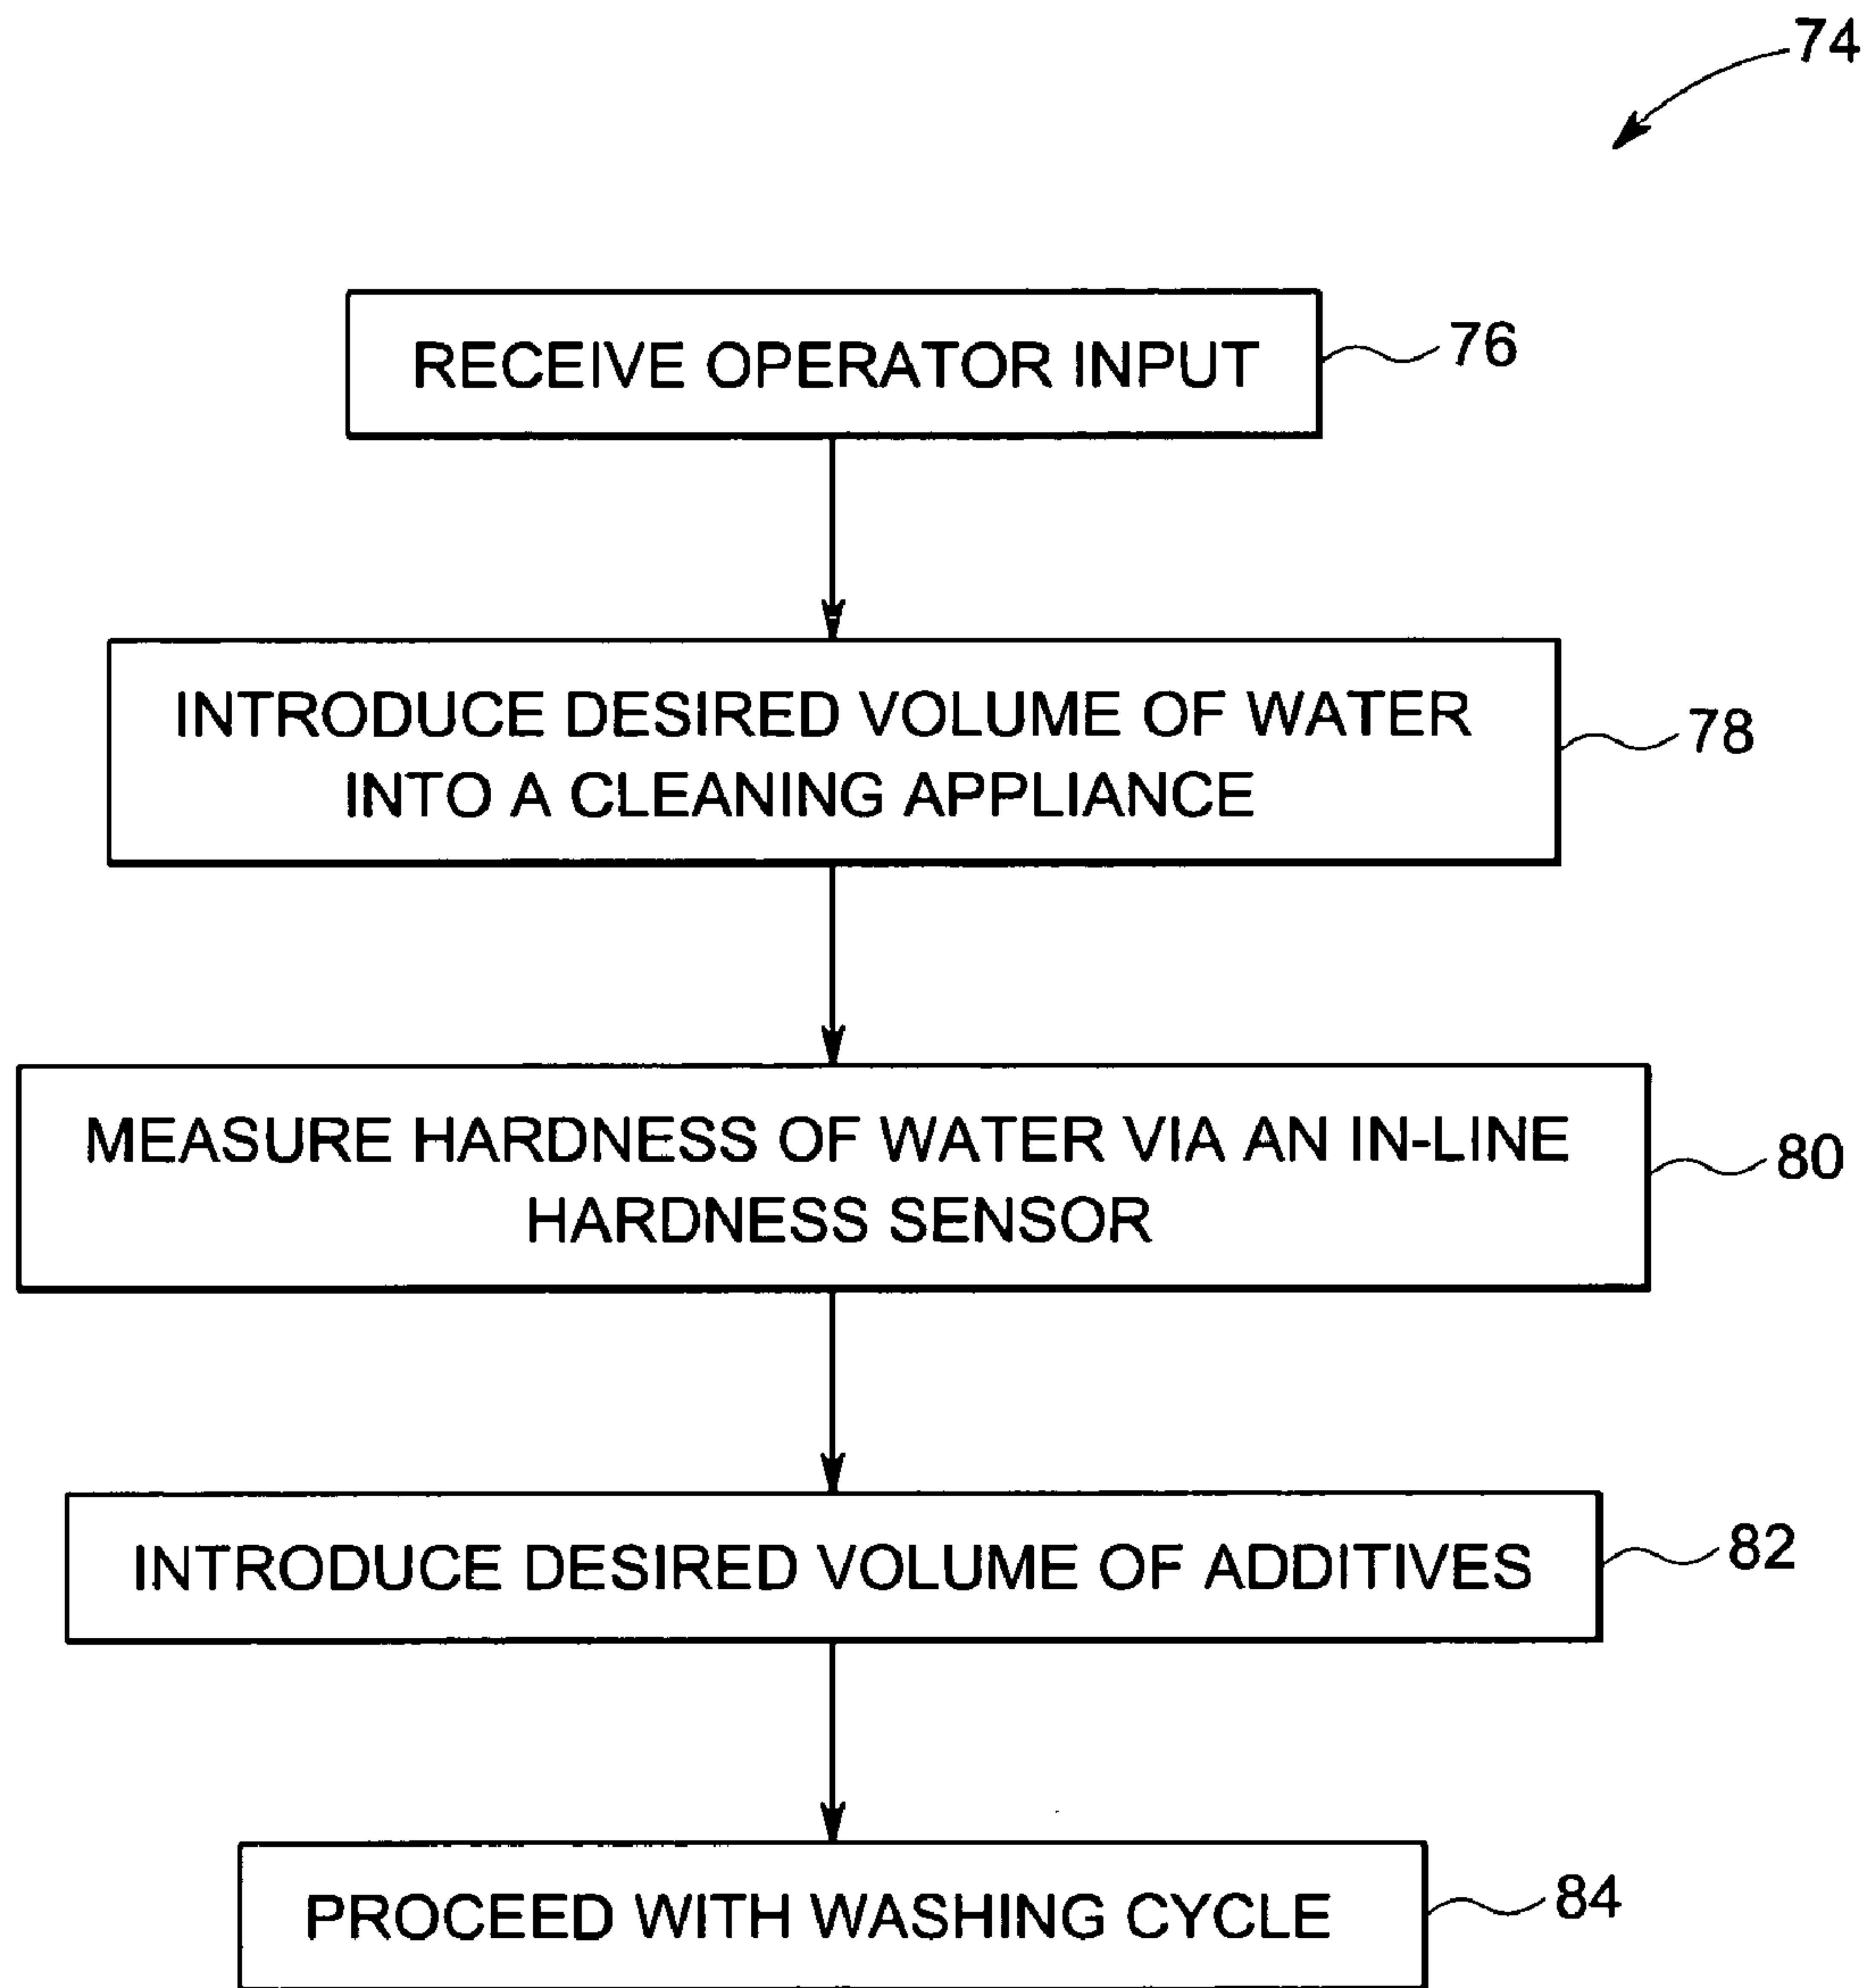 74
RECEIVE OPERATOR INPUT
76
INTRODUCE DESIRED VOLUME OF WATER
INTO A CLEANING APPLIANCE
78
MEASURE HARDNESS OF WATER VIA AN IN-LINE
HARDNESS SENSOR
80
INTRODUCE DESIRED VOLUME OF ADDITIVES
82
PROCEED WITH WASHING CYCLE
84